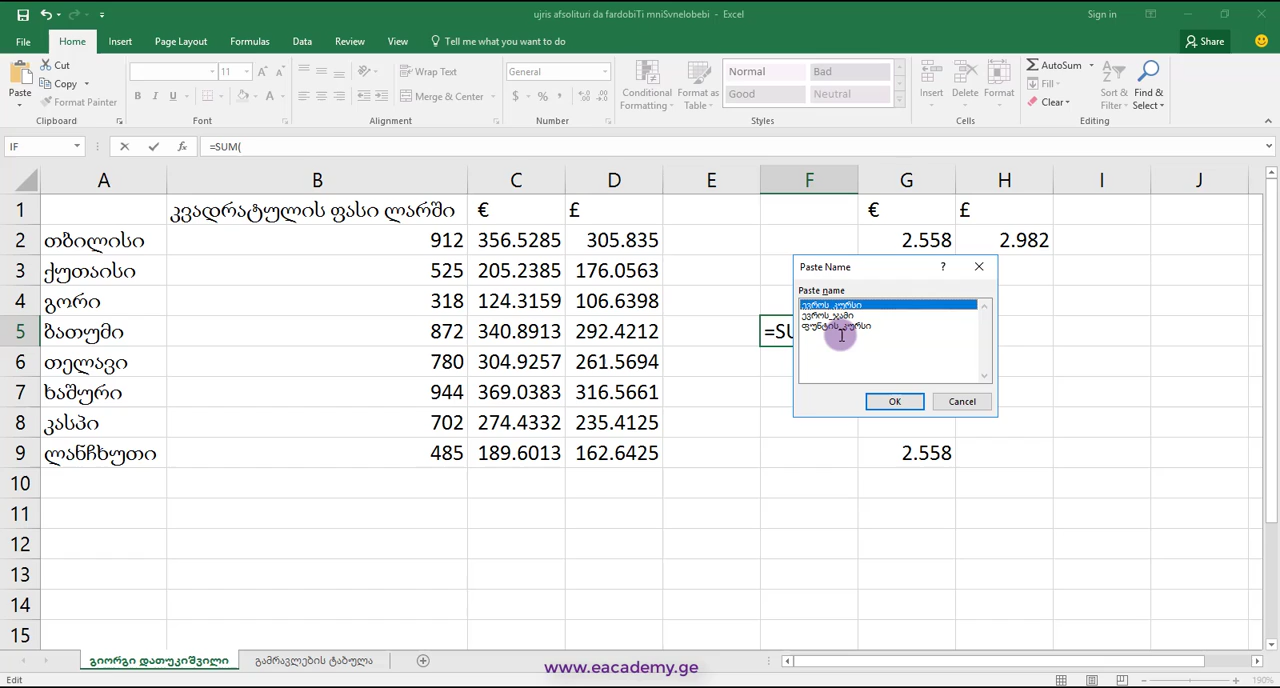 ujris afsolituri da fardobiTi mniSvnelobebi - Excel
Sign in
File Home Insert Page Layout Formulas Data Review View Tell me what you want to do Share
Cut
Copy
Format Painter
Paste
Clipboard
11
Font
Wrap Text
Merge & Center
Alignment
General
Number
Conditional Formatting
Format as Table
Normal Bad
Good Neutral
Styles
Insert Delete Format
Cells
AutoSum
Fill
Clear
Sort & Filter
Find & Select
Editing
IF =SUM(
A B C D E F G H I J
1 კვადრატულის ფასი ლარში € £ € £
2 თბილისი 912 356.5285 305.835 2.558 2.982
3 ქუთაისი 525 205.2385 176.0563
4 გორი 318 124.3159 106.6398
5 ბათუმი 872 340.8913 292.4212 =SU
6 თელავი 780 304.9257 261.5694
7 ხაშური 944 369.0383 316.5661
8 კასპი 702 274.4332 235.4125
9 ლანჩხუთი 485 189.6013 162.6425 2.558
10
11
12
13
14
15
Paste Name
Paste name
ევროს_კურსი
ევროს_ჯამი
ფუნტის_კურსი
OK Cancel
გიორგი დათუკიშვილი გამრავლების ტაბულა
www.eacademy.ge
Edit 190%